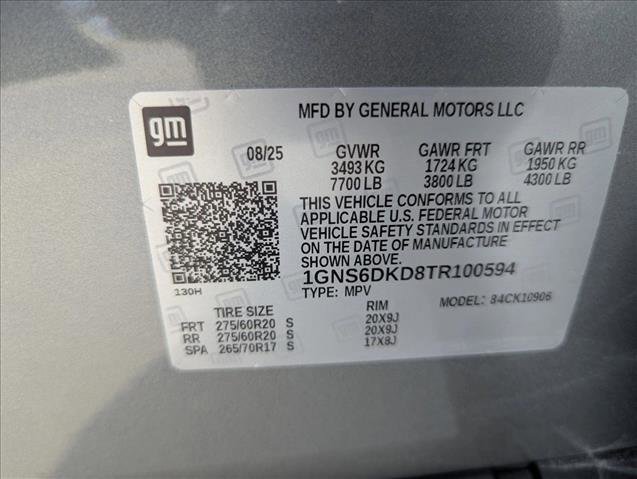 gm
MFD BY GENERAL MOTORS LLC
08/25 GVWR GAWR FRT GAWR RR
3493 KG 1724 KG 1950 KG
7700 LB 3800 LB 4300 LB
THIS VEHICLE CONFORMS TO ALL
APPLICABLE U.S. FEDERAL MOTOR
VEHICLE SAFETY STANDARDS IN EFFECT
ON THE DATE OF MANUFACTURE
SHOWN ABOVE.
130H
1GNS6DKD8TR100594
TYPE: MPV MODEL: 84CK10906
TIRE SIZE RIM
FRT 275/60R20 S 20X9J
RR 275/60R20 S 20X9J
SPA 265/70R17 S 17X8J